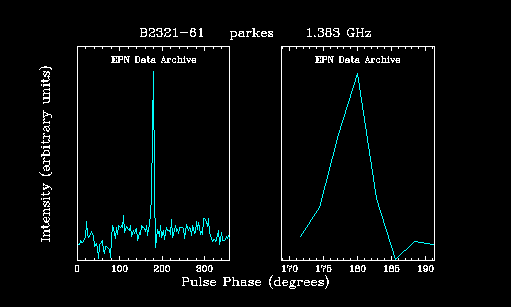 B2321-61 parkes 1.383 GHz
EPN Data Archive EPN Data Archive
Intensity (arbitrary units)
0 100 200 300 170 175 180 185 190
Pulse Phase (degrees)